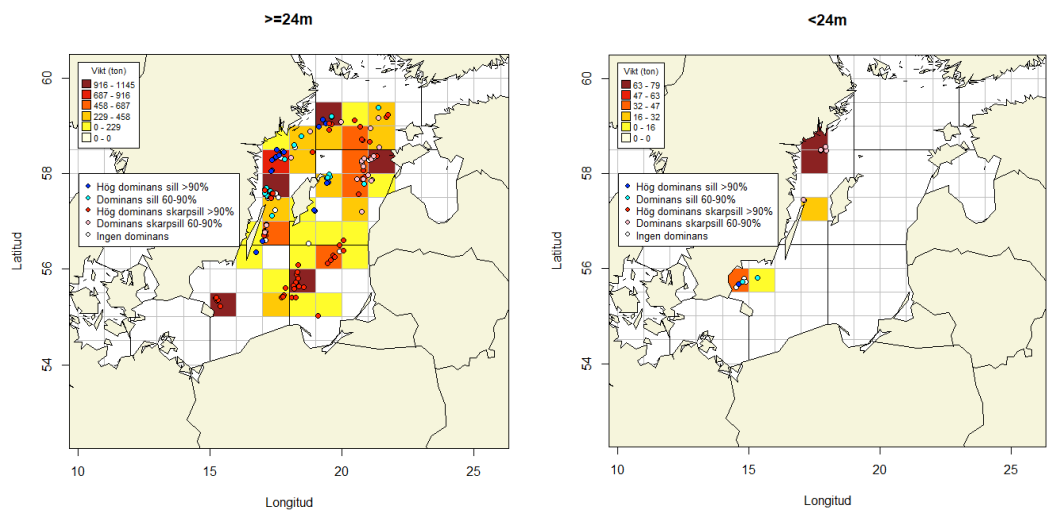 >=24m
60
58
56
54
Latitud
Vikt (ton)
916 - 1145
687 - 916
458 - 687
229 - 458
0 - 229
0 - 0
Hög dominans sill >90%
Dominans sill 60-90%
Hög dominans skarpsill >90%
Dominans skarpsill 60-90%
Ingen dominans
10
15
20
25
Longitud
<24m
60
58
56
54
Latitud
Vikt (ton)
63 - 79
47 - 63
32 - 47
16 - 32
0 - 16
0 - 0
Hög dominans sill >90%
Dominans sill 60-90%
Hög dominans skarpsill >90%
Dominans skarpsill 60-90%
Ingen dominans
10
15
20
25
Longitud